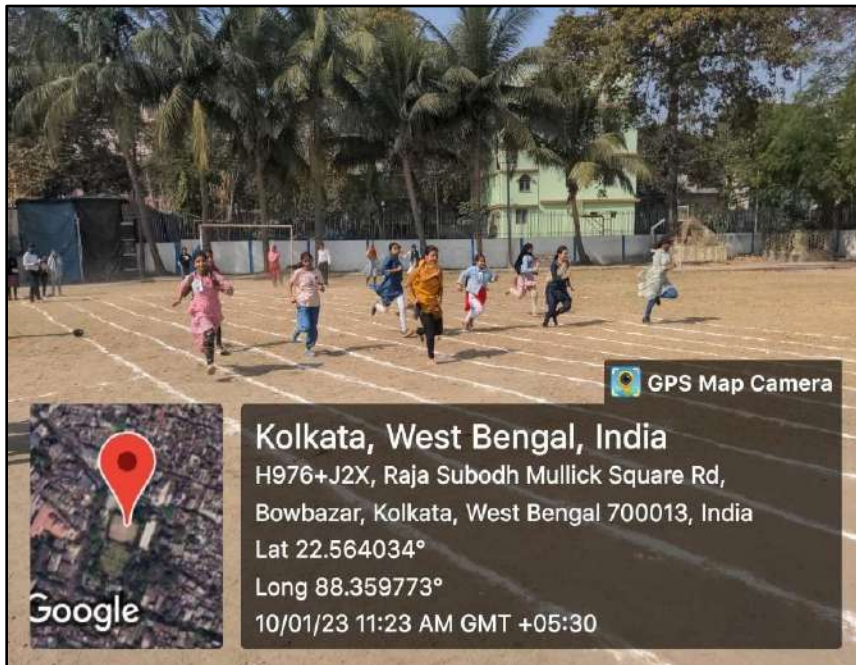 GPS Map Camera
Kolkata, West Bengal, India
H976+J2X, Raja Subodh Mullick Square Rd,
Bowbazar, Kolkata, West Bengal 700013, India
Lat 22.564034°
Long 88.359773°
10/01/23 11:23 AM GMT +05:30
Google